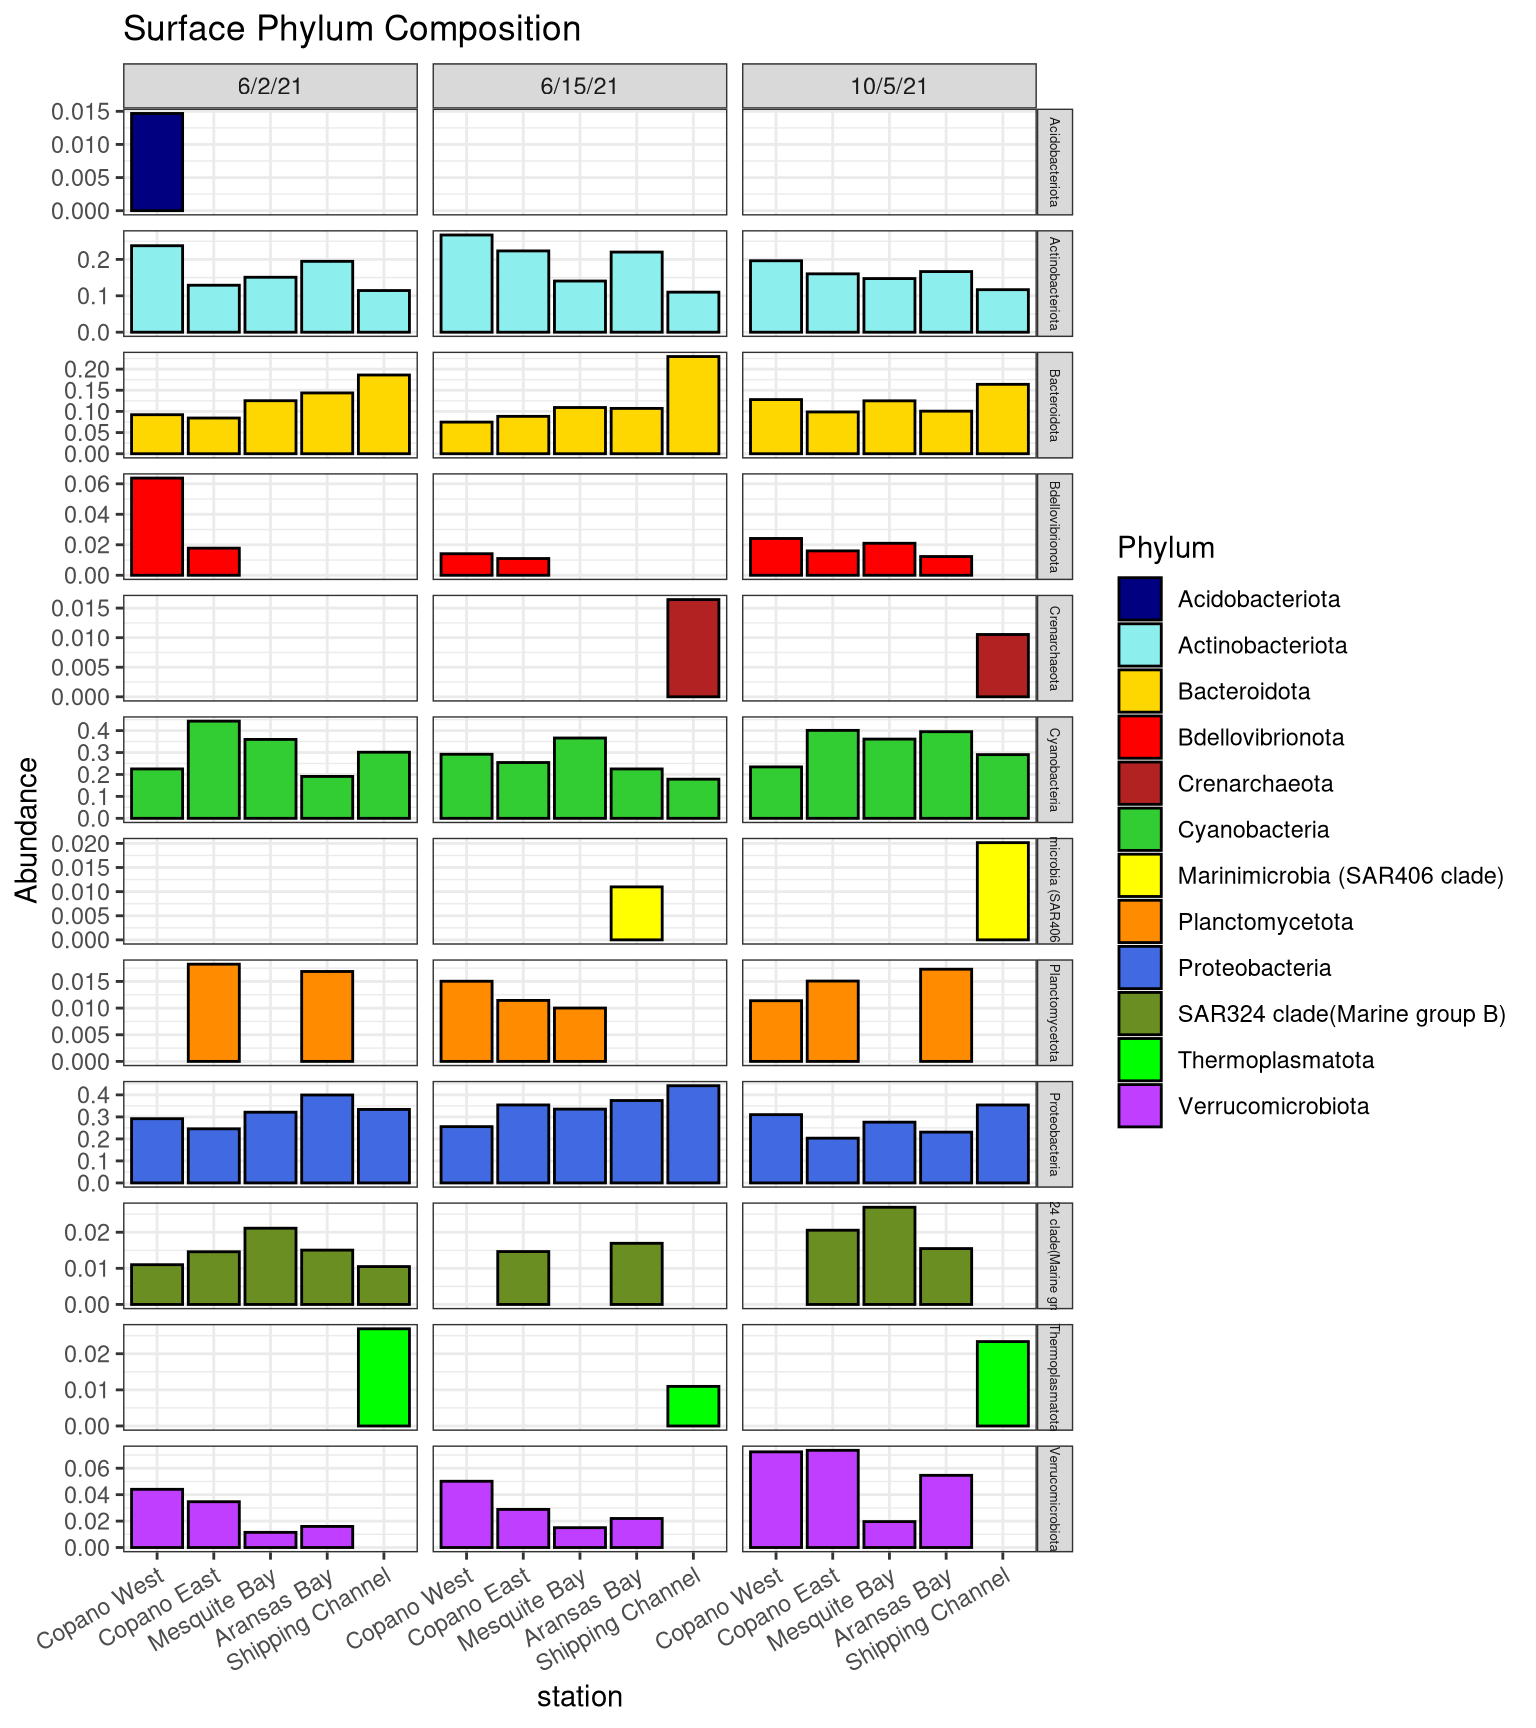 Surface Phylum Composition
6/2/21
6/15/21
10/5/21
0.015
0.010
0.005
0.000
Acidobacteriota
0.2
0.1
0.0
Actinobacteriota
0.20
0.15
0.10
0.05
0.00
Bacteroidota
0.06
0.04
0.02
0.00
Bdellovibrionota
0.015
0.010
0.005
0.000
Crenarchaeota
0.4
0.3
0.2
0.1
0.0
Cyanobacteria
0.020
0.015
0.010
0.005
0.000
microbia (SAR406
0.015
0.010
0.005
0.000
Planctomycetota
0.4
0.3
0.2
0.1
0.0
Proteobacteria
0.02
0.01
0.00
24 clade(Marine gr
0.02
0.01
0.00
Thermoplasmatota
0.06
0.04
0.02
0.00
Verrucomicrobiota
Abundance
Copano West
Copano East
Mesquite Bay
Aransas Bay
Shipping Channel
Copano West
Copano East
Mesquite Bay
Aransas Bay
Shipping Channel
Copano West
Copano East
Mesquite Bay
Aransas Bay
Shipping Channel
station
Phylum
Acidobacteriota
Actinobacteriota
Bacteroidota
Bdellovibrionota
Crenarchaeota
Cyanobacteria
Marinimicrobia (SAR406 clade)
Planctomycetota
Proteobacteria
SAR324 clade(Marine group B)
Thermoplasmatota
Verrucomicrobiota